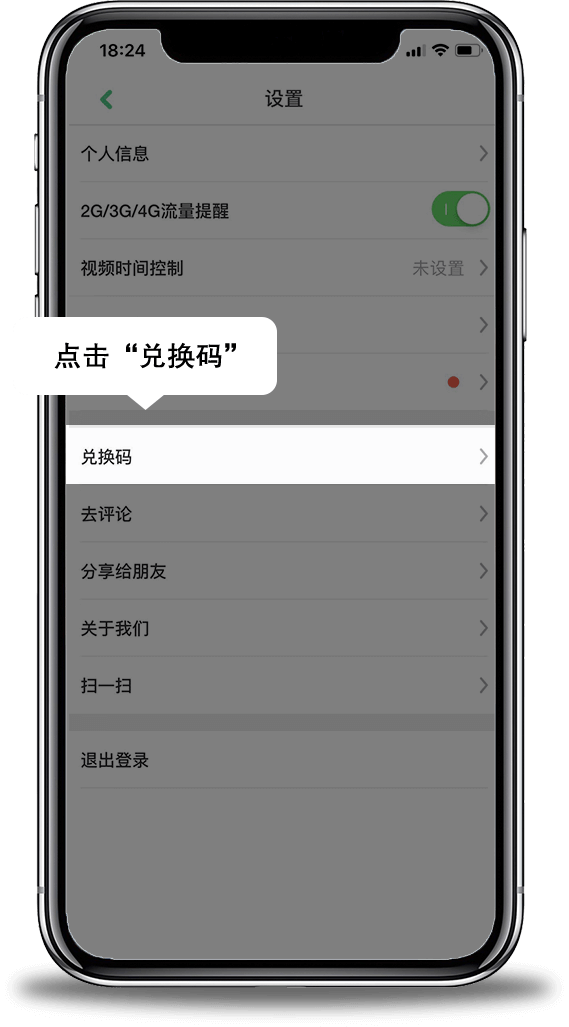 18:24
设置
个人信息
2G/3G/4G流量提醒
视频时间控制 未设置
点击“兑换码”
兑换码
去评论
分享给朋友
关于我们
扫一扫
退出登录